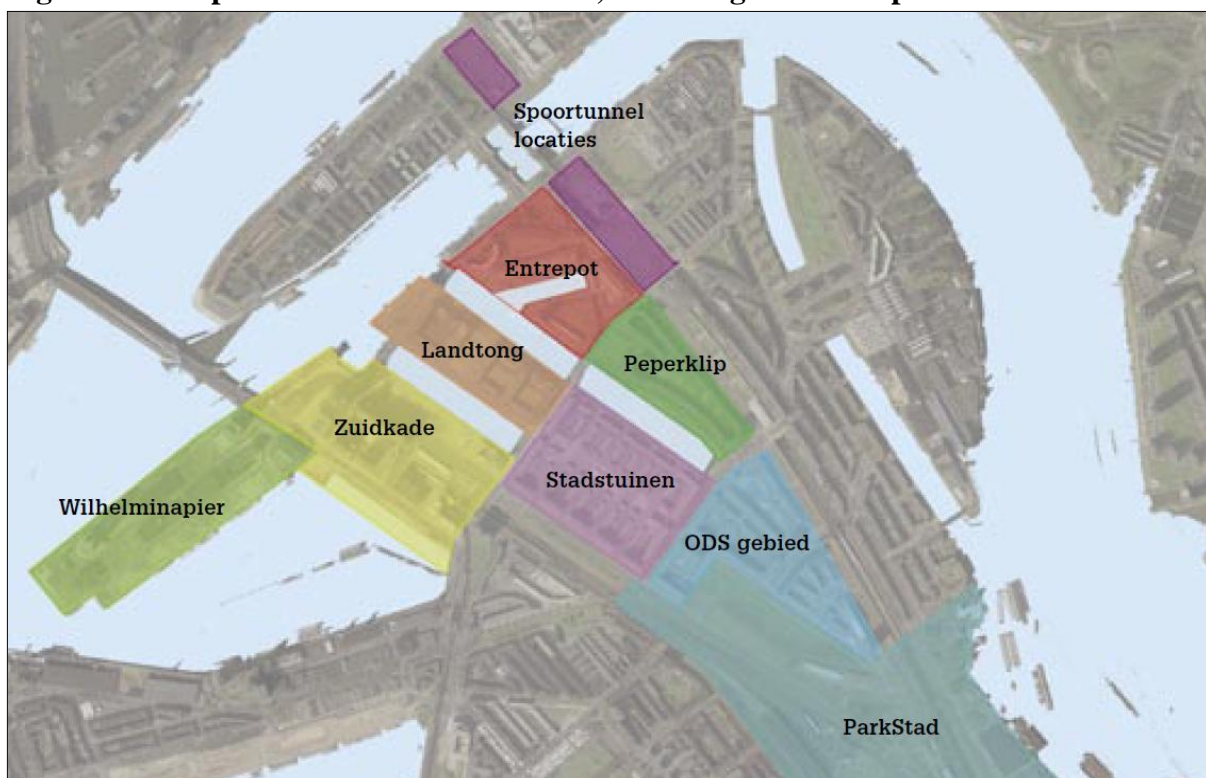 Spoortunnel
locaties
Entrepot
Landtong
Peperklip
Zuidkade
Stadstuinen
Wilhelminapier
ODS gebied
ParkStad